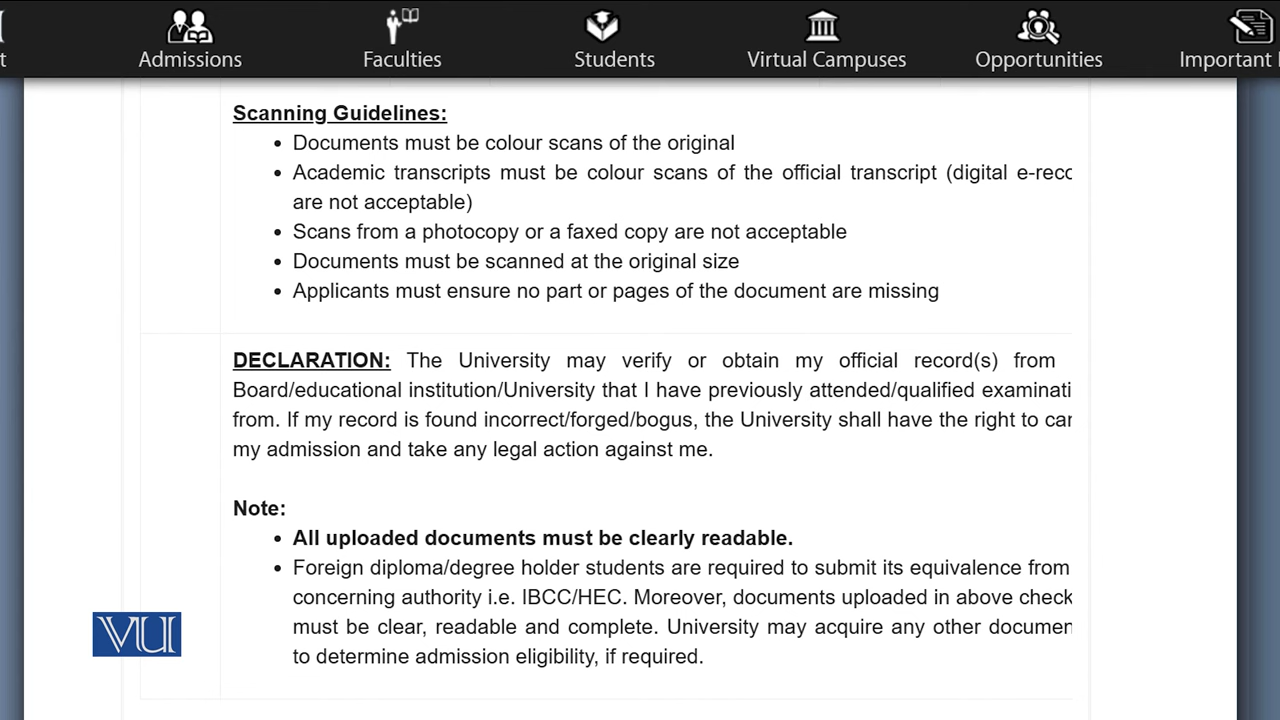 Admissions
Faculties
Students
Virtual Campuses
Opportunities
Important
Scanning Guidelines:
• Documents must be colour scans of the original
• Academic transcripts must be colour scans of the official transcript (digital e-reco
are not acceptable)
• Scans from a photocopy or a faxed copy are not acceptable
• Documents must be scanned at the original size
• Applicants must ensure no part or pages of the document are missing
DECLARATION: The University may verify or obtain my official record(s) from
Board/educational institution/University that I have previously attended/qualified examinati
from. If my record is found incorrect/forged/bogus, the University shall have the right to can
my admission and take any legal action against me.
Note:
• All uploaded documents must be clearly readable.
• Foreign diploma/degree holder students are required to submit its equivalence from
concerning authority i.e. IBCC/HEC. Moreover, documents uploaded in above check
must be clear, readable and complete. University may acquire any other documen
to determine admission eligibility, if required.
VU